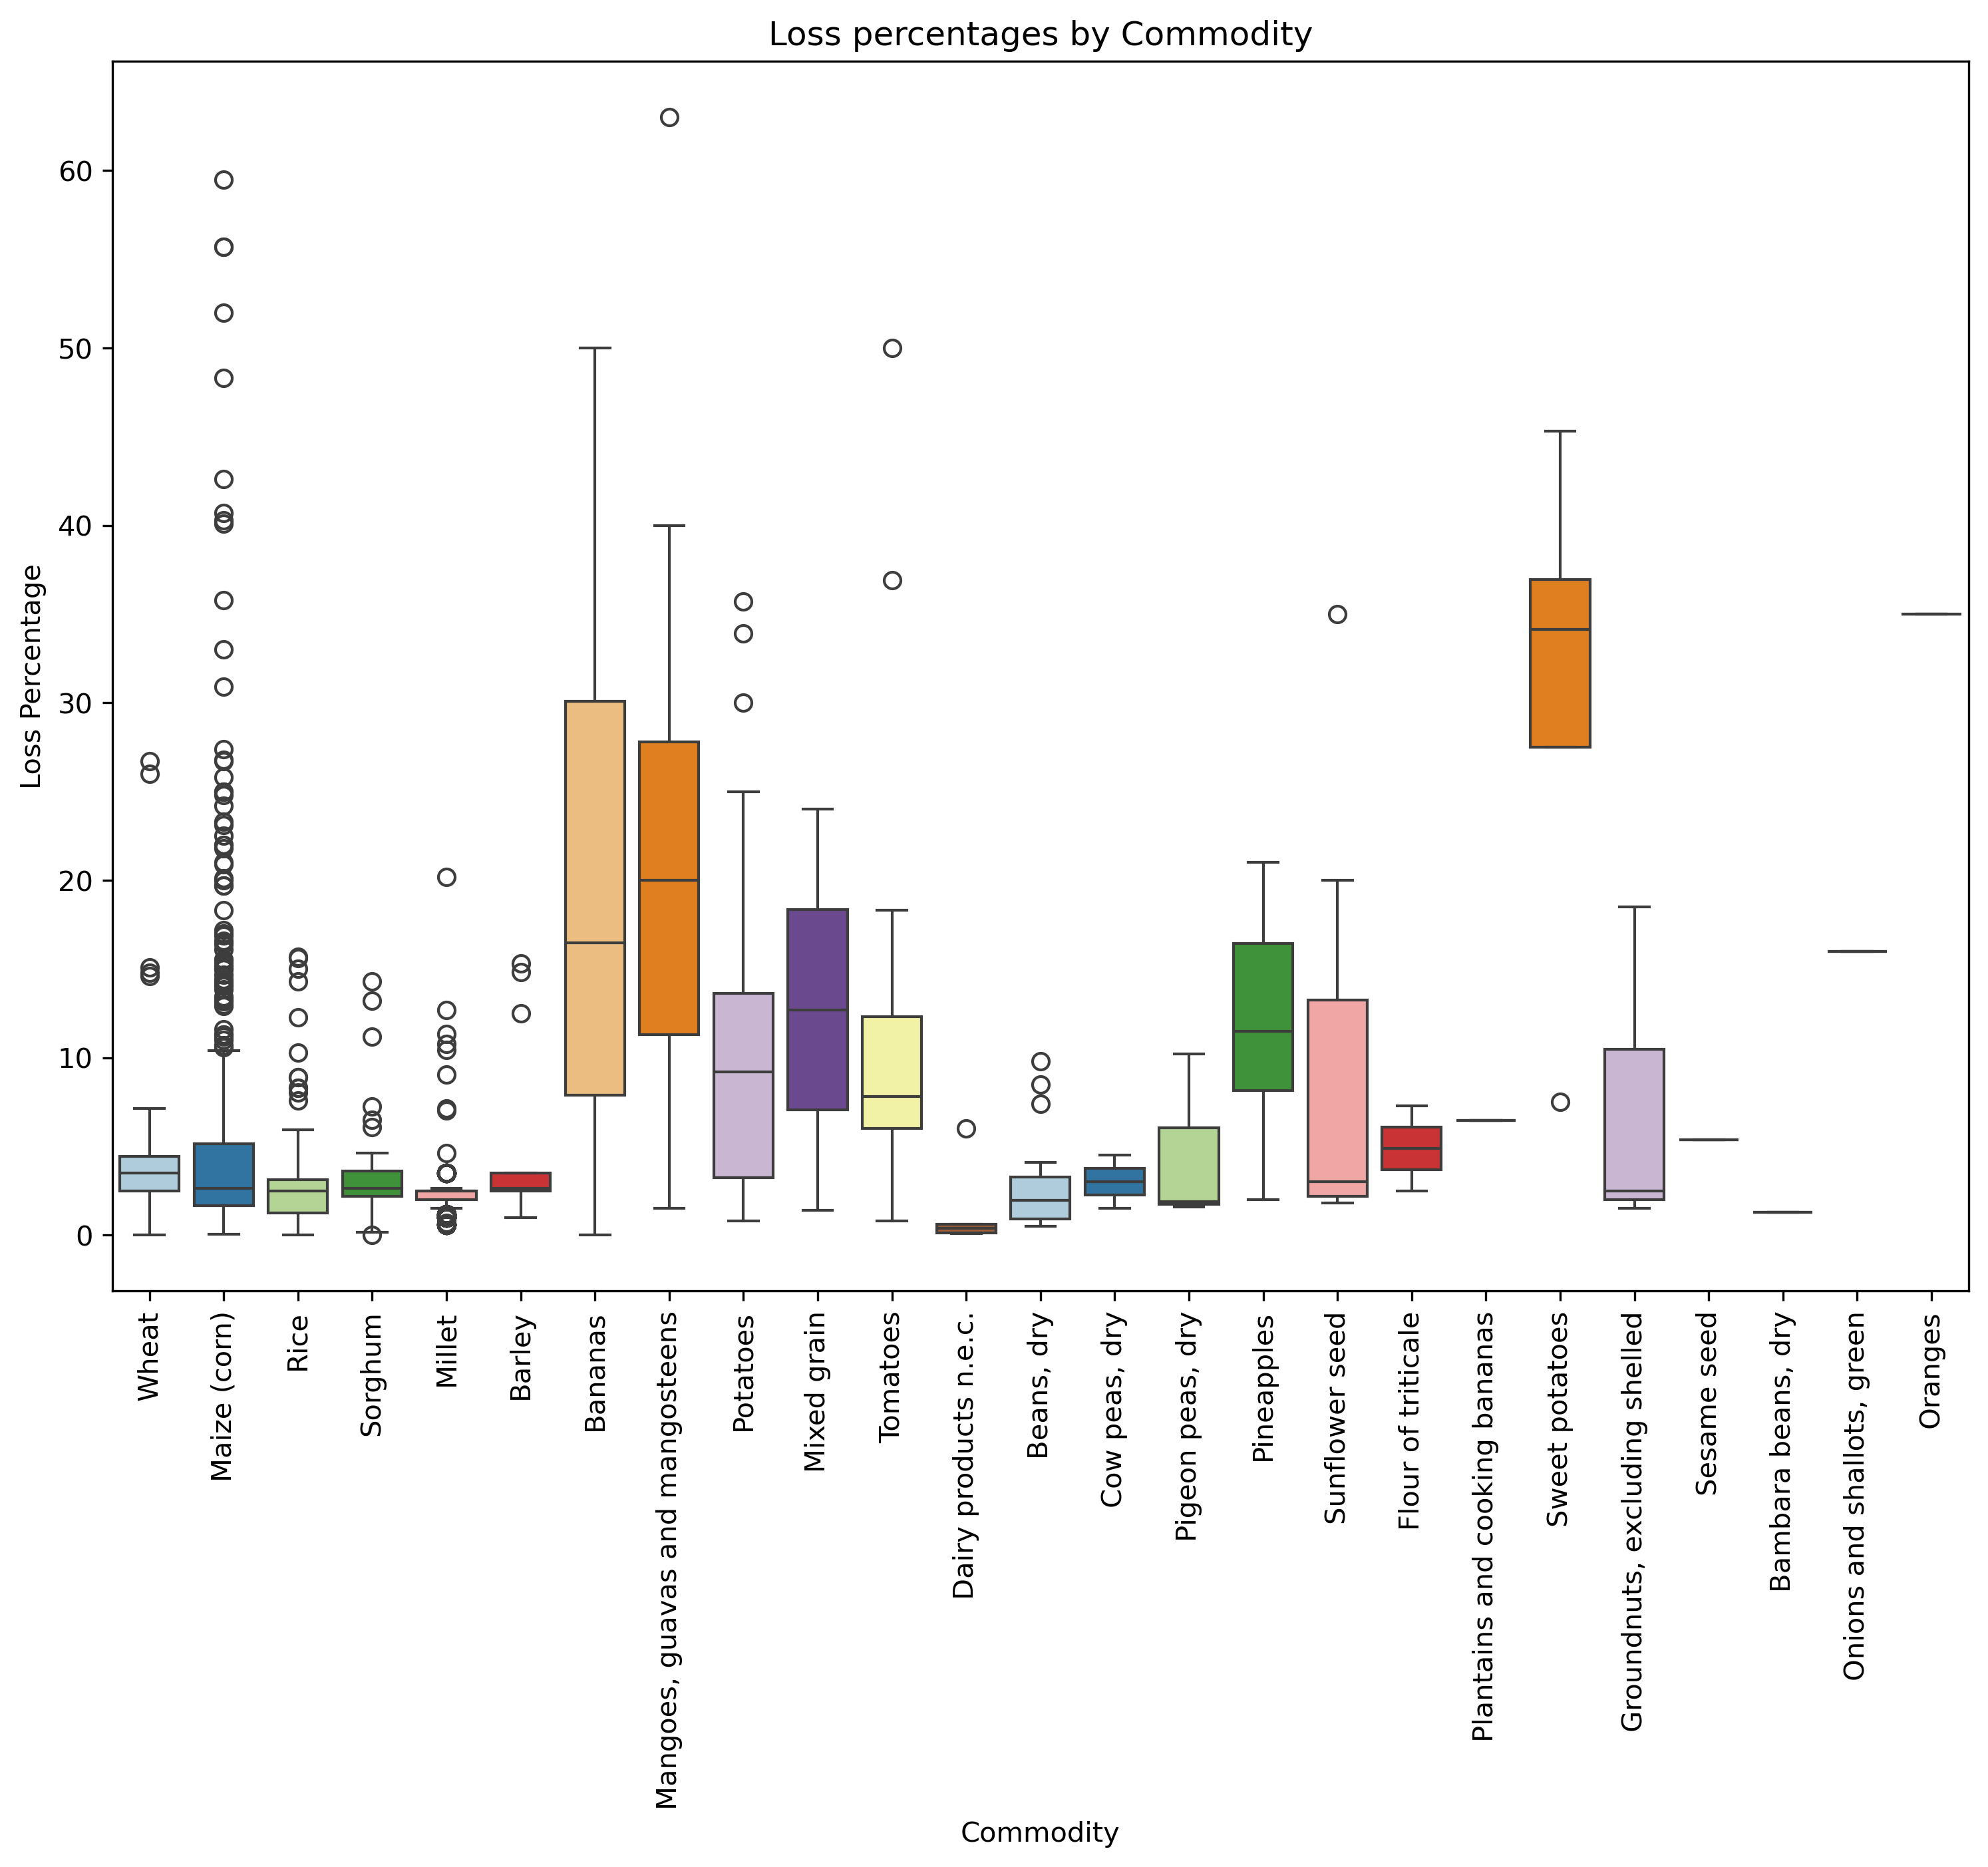 Loss percentages by Commodity
Loss Percentage
60
50
40
30
20
10
0
Wheat
Maize (corn)
Rice
Sorghum
Millet
Barley
Bananas
Mangoes, guavas and mangosteens
Potatoes
Mixed grain
Tomatoes
Dairy products n.e.c.
Beans, dry
Cow peas, dry
Pigeon peas, dry
Pineapples
Sunflower seed
Flour of triticale
Plantains and cooking bananas
Sweet potatoes
Groundnuts, excluding shelled
Sesame seed
Bambara beans, dry
Onions and shallots, green
Oranges
Commodity